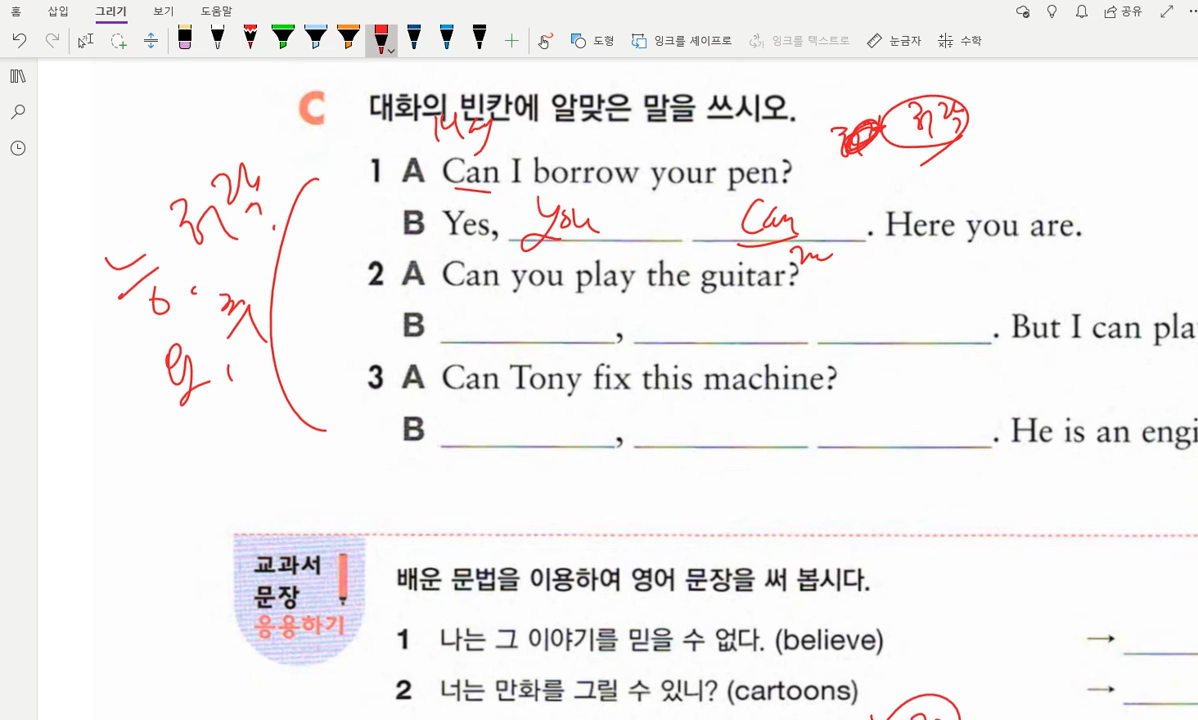 홈 삽입 그리기 보기 도움말
공유
도형 잉크를 셰이프로 잉크를 텍스트로 눈금자 수학
C 대화의 빈칸에 알맞은 말을 쓰시오.
May
1 A Can I borrow your pen?
B Yes, you can. Here you are.
2 A Can you play the guitar?
B , . But I can pla
3 A Can Tony fix this machine?
B , . He is an engi
교과서
문장
응용하기
배운 문법을 이용하여 영어 문장을 써 봅시다.
1 나는 그 이야기를 믿을 수 없다. (believe) →
2 너는 만화를 그릴 수 있니? (cartoons) →